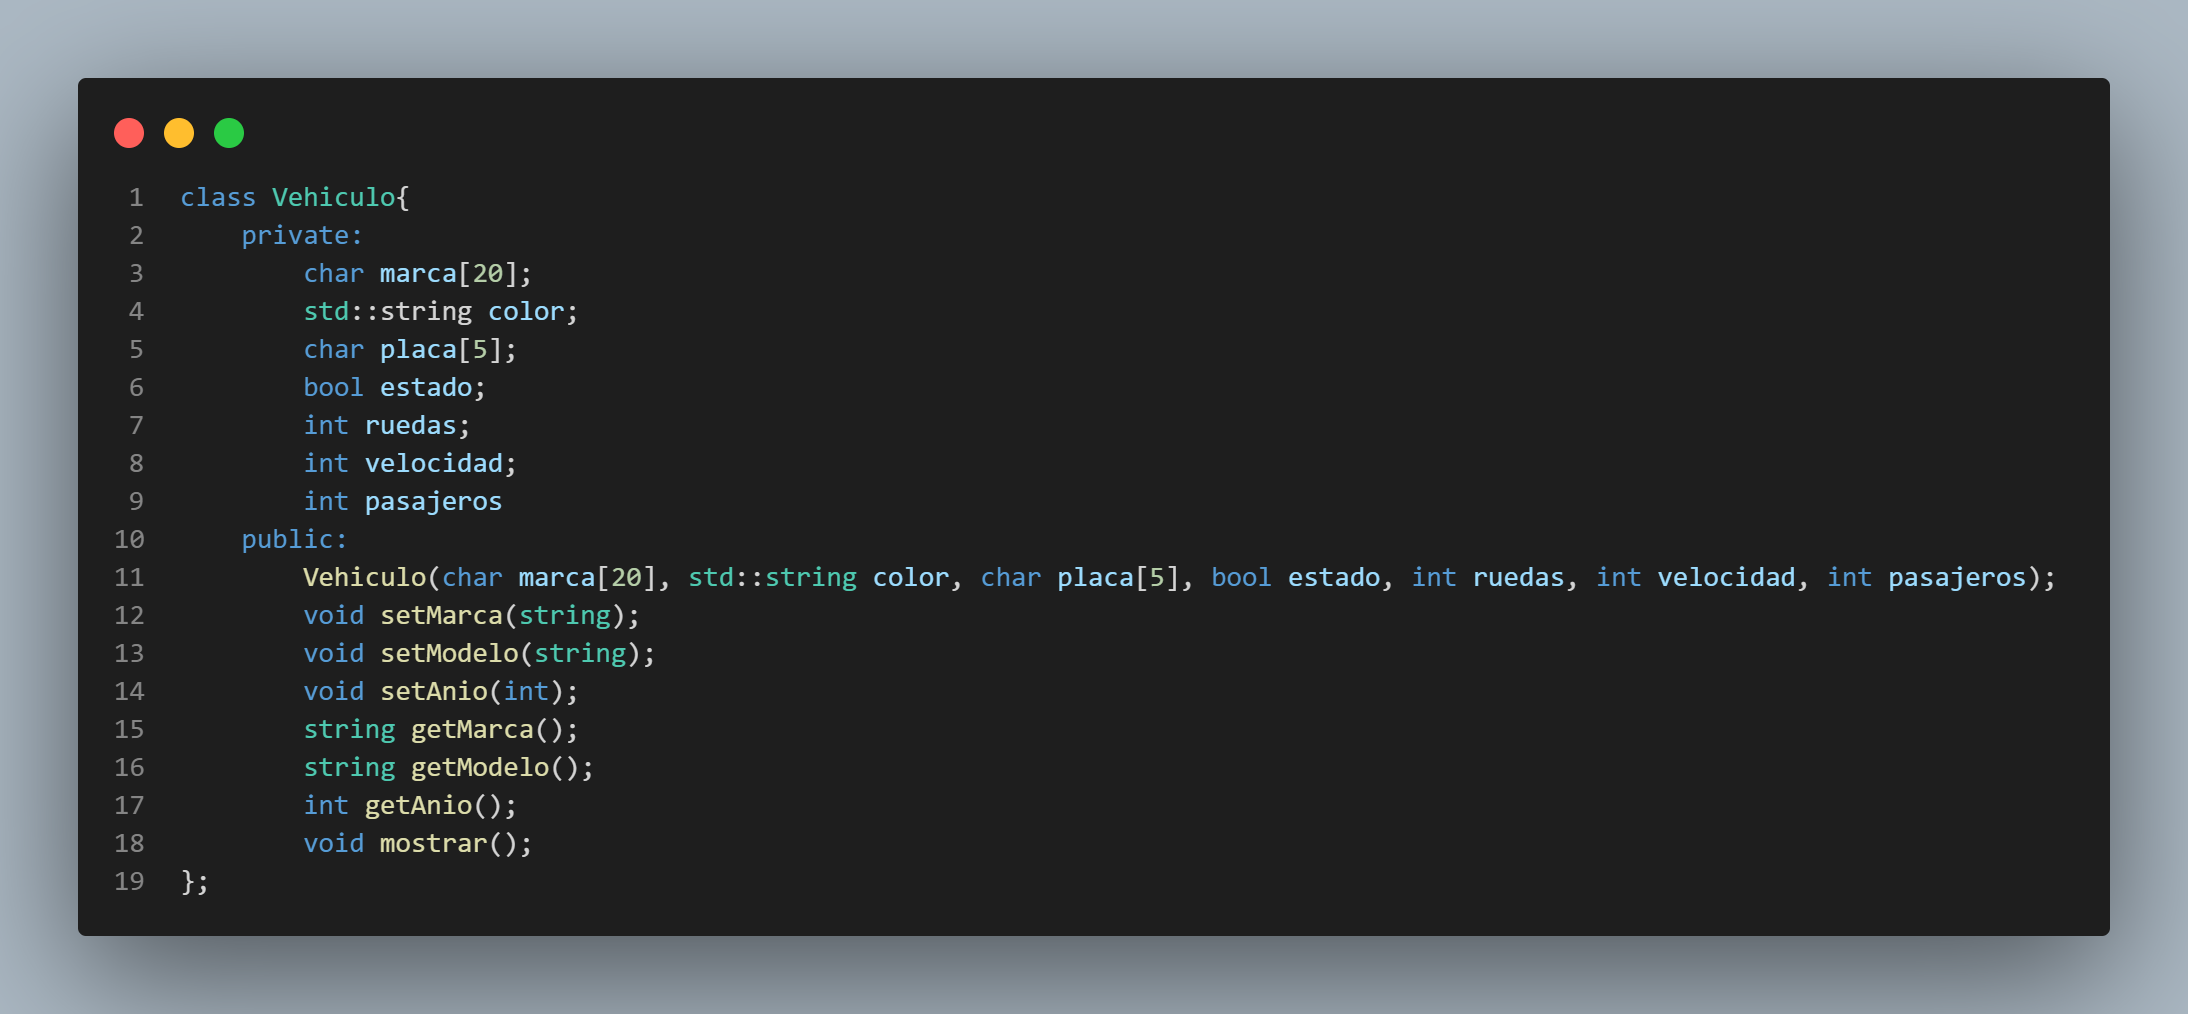 1 class Vehiculo{
2 private:
3 char marca[20];
4 std::string color;
5 char placa[5];
6 bool estado;
7 int ruedas;
8 int velocidad;
9 int pasajeros
10 public:
11 Vehiculo(char marca[20], std::string color, char placa[5], bool estado, int ruedas, int velocidad, int pasajeros);
12 void setMarca(string);
13 void setModelo(string);
14 void setAnio(int);
15 string getMarca();
16 string getModelo();
17 int getAnio();
18 void mostrar();
19 };